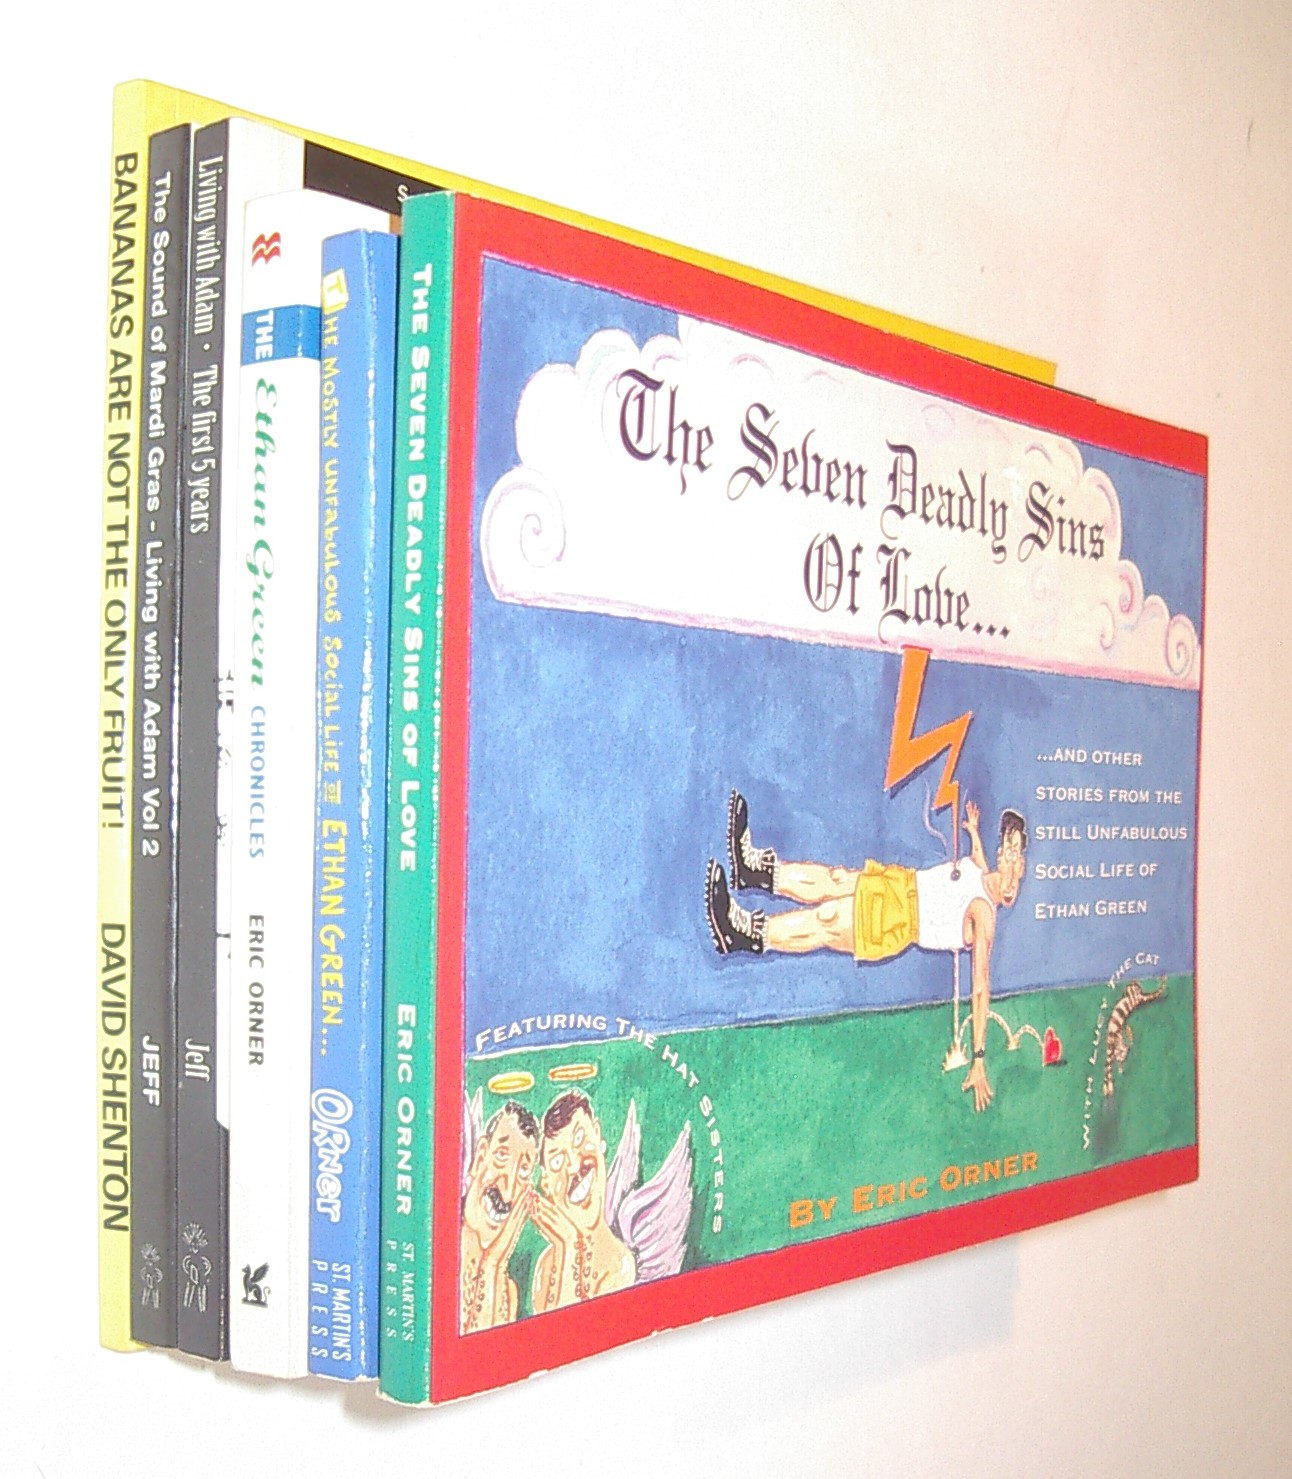 BANANAS ARE NOT THE ONLY FRUIT! DAVID SHENTON
The Sound of Mardi Gras - Living with Adam Vol 2 JEFF
Living with Adam · The first 5 years Jeff
THE Ethan Green CHRONICLES ERIC ORNER
THE MOSTLY UNFABULOUS SOCIAL LIFE OF ETHAN GREEN... ORNER ST. MARTIN'S PRESS
THE SEVEN DEADLY SINS OF LOVE ERIC ORNER ST. MARTIN'S PRESS
S
The Seven Deadly Sins
Of Love...
...AND OTHER
STORIES FROM THE
STILL UNFABULOUS
SOCIAL LIFE OF
ETHAN GREEN
FEATURING THE HAT SISTERS
WITH LUCY THE CAT
BY ERIC ORNER